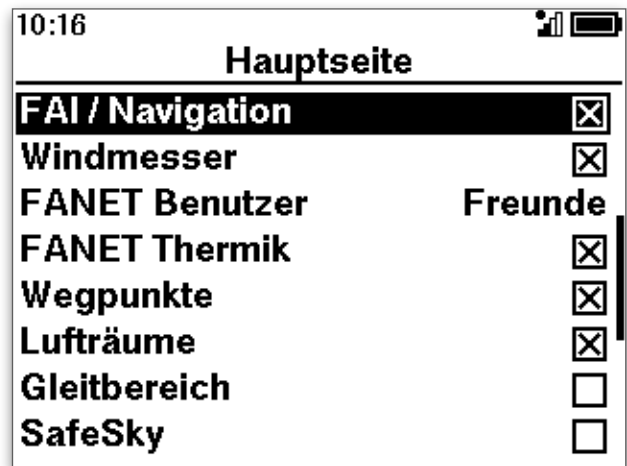 10:16
Hauptseite
FAI / Navigation
Windmesser
FANET Benutzer Freunde
FANET Thermik
Wegpunkte
Lufträume
Gleitbereich
SafeSky